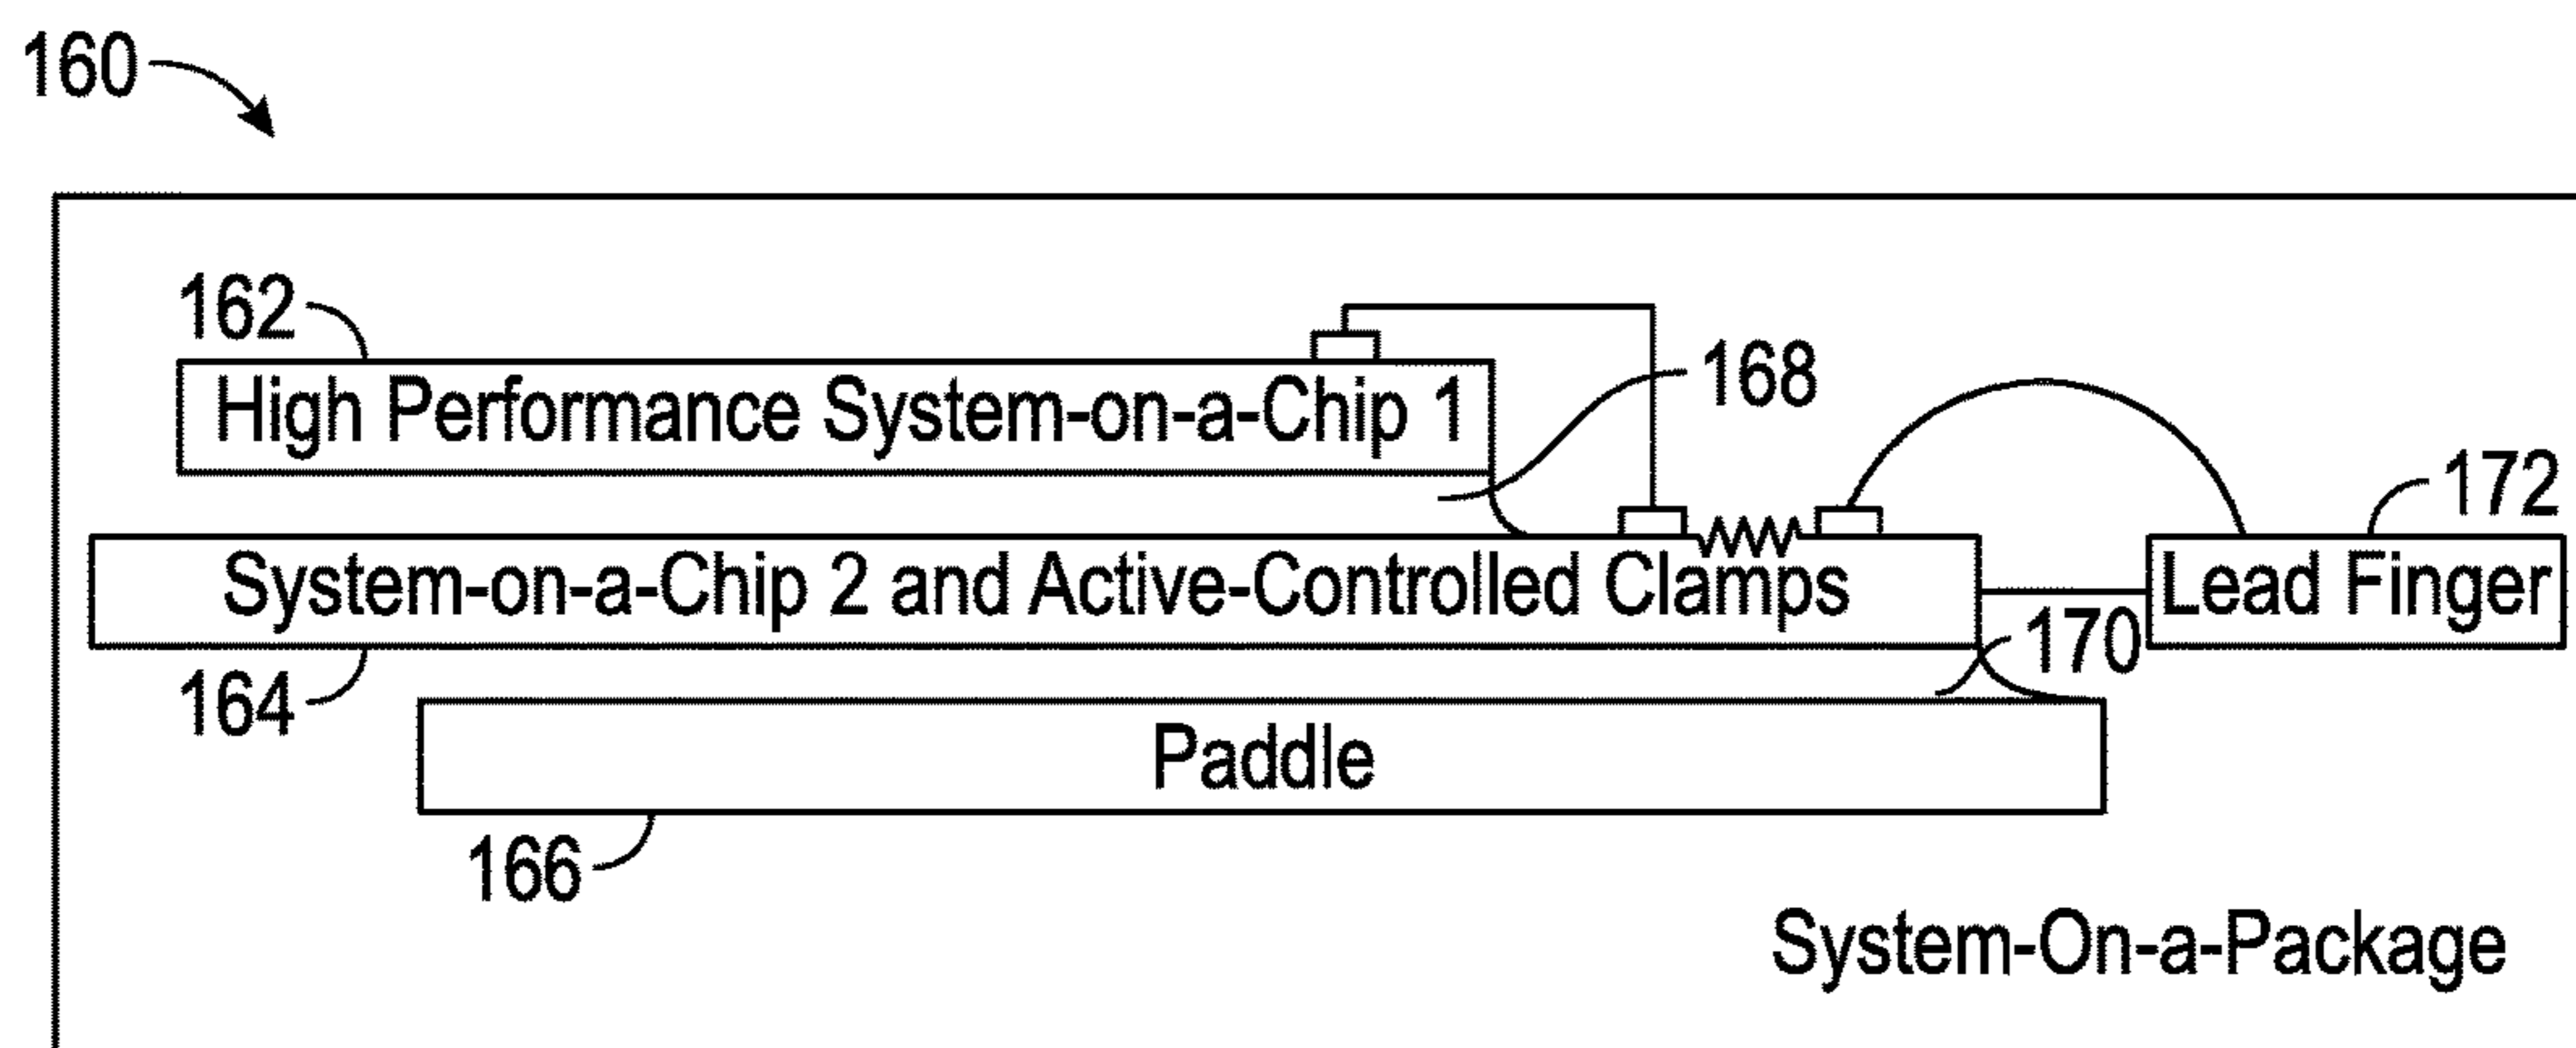 160
162
High Performance System-on-a-Chip 1
168
172
System-on-a-Chip 2 and Active-Controlled Clamps
Lead Finger
164
170
Paddle
166
System-On-a-Package